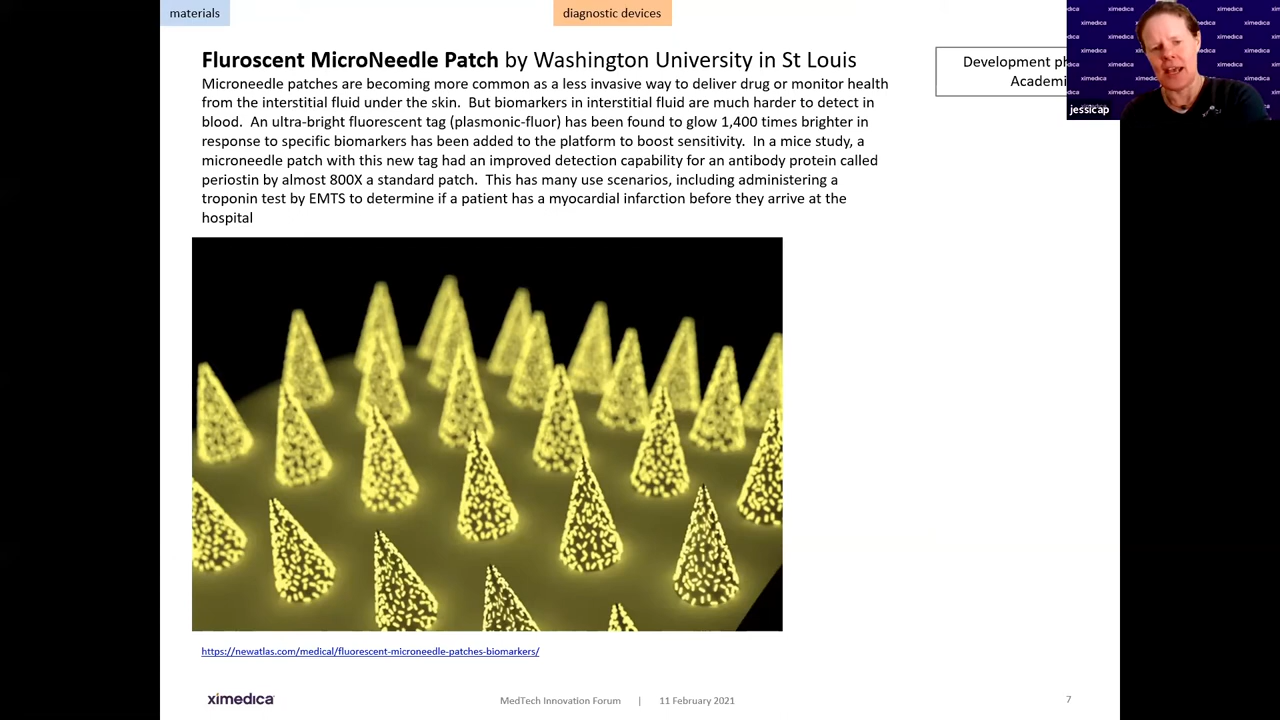 materials
diagnostic devices
Fluroscent MicroNeedle Patch by Washington University in St Louis
Microneedle patches are becoming more common as a less invasive way to deliver drug or monitor health
from the interstitial fluid under the skin. But biomarkers in interstitial fluid are much harder to detect in
blood. An ultra-bright fluorescent tag (plasmonic-fluor) has been found to glow 1,400 times brighter in
response to specific biomarkers has been added to the platform to boost sensitivity. In a mice study, a
microneedle patch with this new tag had an improved detection capability for an antibody protein called
periostin by almost 800X a standard patch. This has many use scenarios, including administering a
troponin test by EMTS to determine if a patient has a myocardial infarction before they arrive at the
hospital
Development
ximedica
jessicap
https://newatlas.com/medical/fluorescent-microneedle-patches-biomarkers/
ximedica
MedTech Innovation Forum | 11 February 2021
7